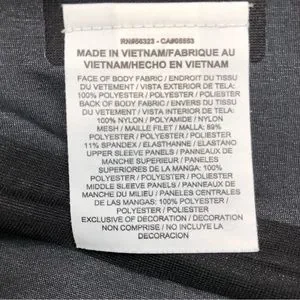 RN#56323 - CA#05553
MADE IN VIETNAM/FABRIQUE AU
VIETNAM/HECHO EN VIETNAM
FACE OF BODY FABRIC / ENDROIT DU TISSU
DU VETEMENT / VISTA EXTERIOR DE TELA:
100% POLYESTER / POLYESTER / POLIESTER
BACK OF BODY FABRIC / ENVERS DU TISSU
DU VETEMENT / VISTA INTERIOR DE TELA:
100% NYLON / POLYAMIDE / NYLON
MESH / MAILLE FILET / MALLA: 89%
POLYESTER / POLYESTER / POLIESTER
11% SPANDEX / ELASTHANNE / ELASTANO
UPPER SLEEVE PANELS / PANNEAUX DE
MANCHE SUPERIEUR / PANELES
SUPERIORES DE LA MANGA: 100%
POLYESTER / POLYESTER / POLIESTER
MIDDLE SLEEVE PANELS / PANNEAUX DE
MANCHE DU MILIEU / PANELES CENTRALES
DE LAS MANGAS: 100% POLYESTER /
POLYESTER / POLIESTER
EXCLUSIVE OF DECORATION / DECORATION
NON COMPRISE / NO INCLUYE LA
DECORACION